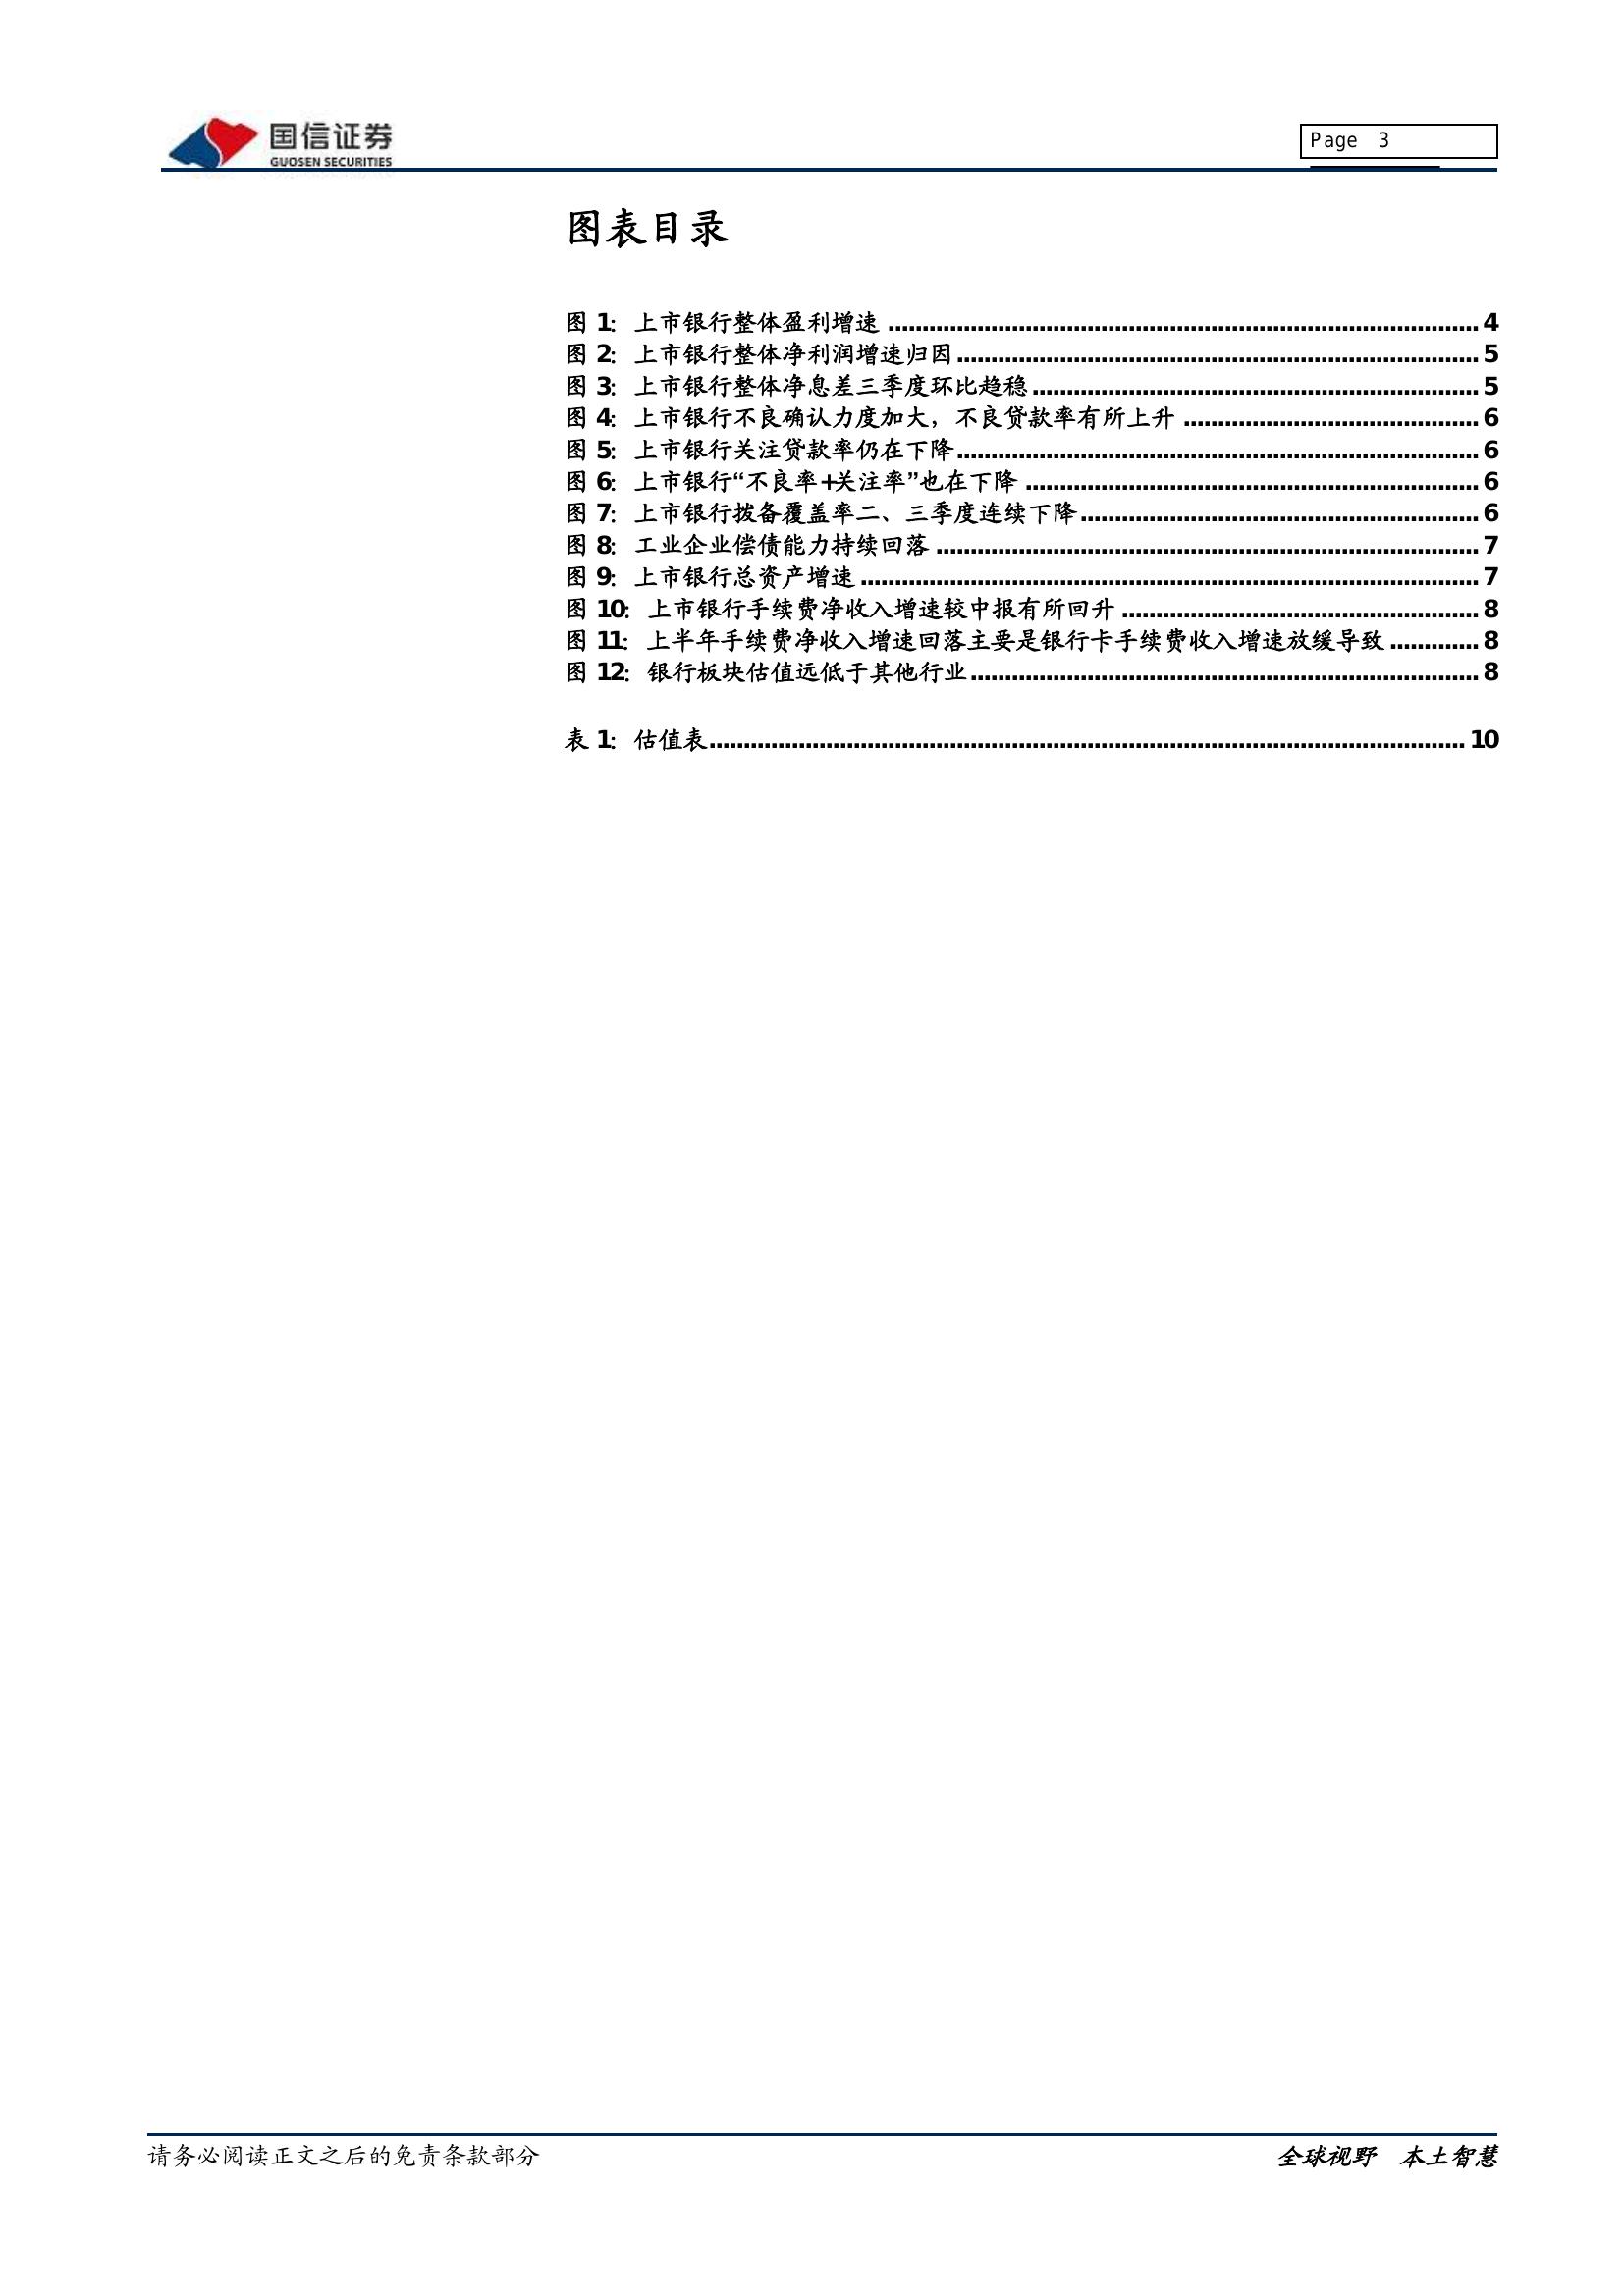 国信证券
GUOSEN SECURITIES
Page 3
图表目录
图 1：上市银行整体盈利增速 ........ 4
图 2：上市银行整体净利润增速归因........ 5
图 3：上市银行整体净息差三季度环比趋稳 ........ 5
图 4：上市银行不良确认力度加大，不良贷款率有所上升 ........ 6
图 5：上市银行关注贷款率仍在下降........ 6
图 6：上市银行“不良率+关注率”也在下降 ........ 6
图 7：上市银行拨备覆盖率二、三季度连续下降........ 6
图 8：工业企业偿债能力持续回落 ........ 7
图 9：上市银行总资产增速 ........ 7
图 10：上市银行手续费净收入增速较中报有所回升 ........ 8
图 11：上半年手续费净收入增速回落主要是银行卡手续费收入增速放缓导致 ........ 8
图 12：银行板块估值远低于其他行业........ 8
表 1：估值表........ 10
请务必阅读正文之后的免责条款部分
全球视野 本土智慧